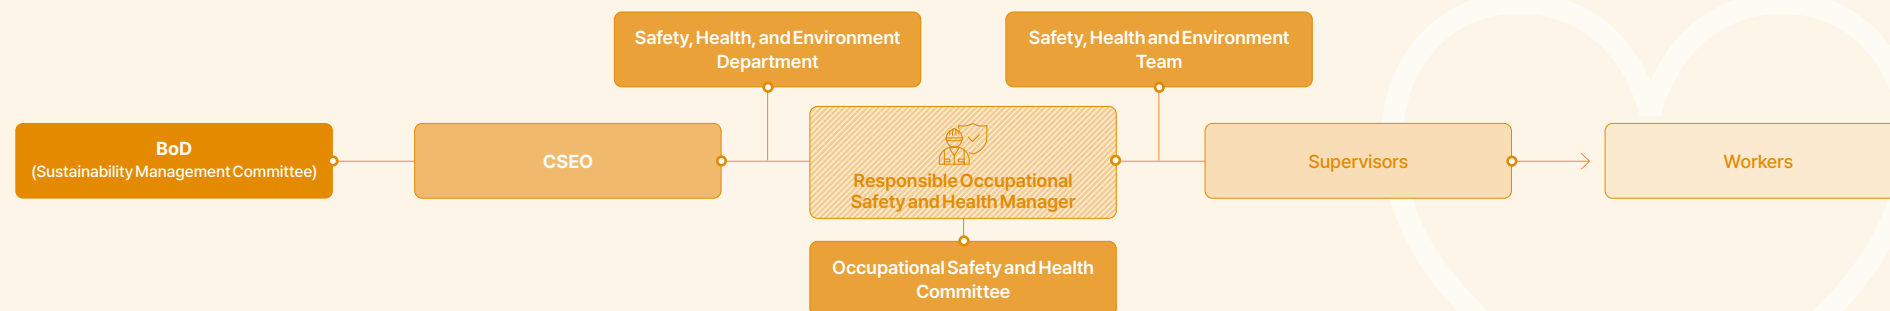 Safety, Health, and Environment
Department
Safety, Health and Environment
Team
BoD
(Sustainability Management Committee)
CSEO
Responsible Occupational
Safety and Health Manager
Supervisors
Workers
Occupational Safety and Health
Committee